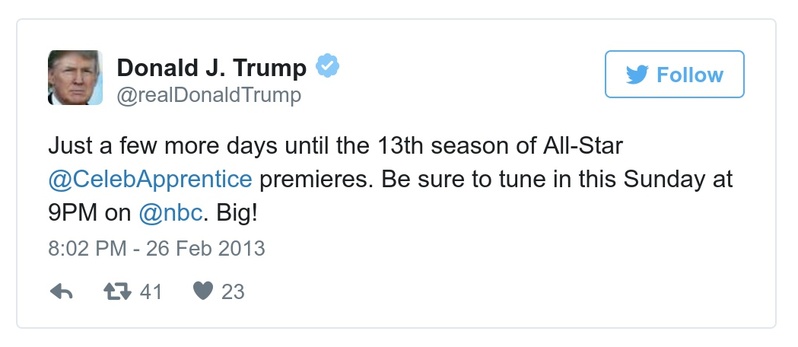 Donald J. Trump
@realDonaldTrump
Follow
Just a few more days until the 13th season of All-Star
@CelebApprentice premieres. Be sure to tune in this Sunday at
9PM on @nbc. Big!
8:02 PM - 26 Feb 2013
41 23